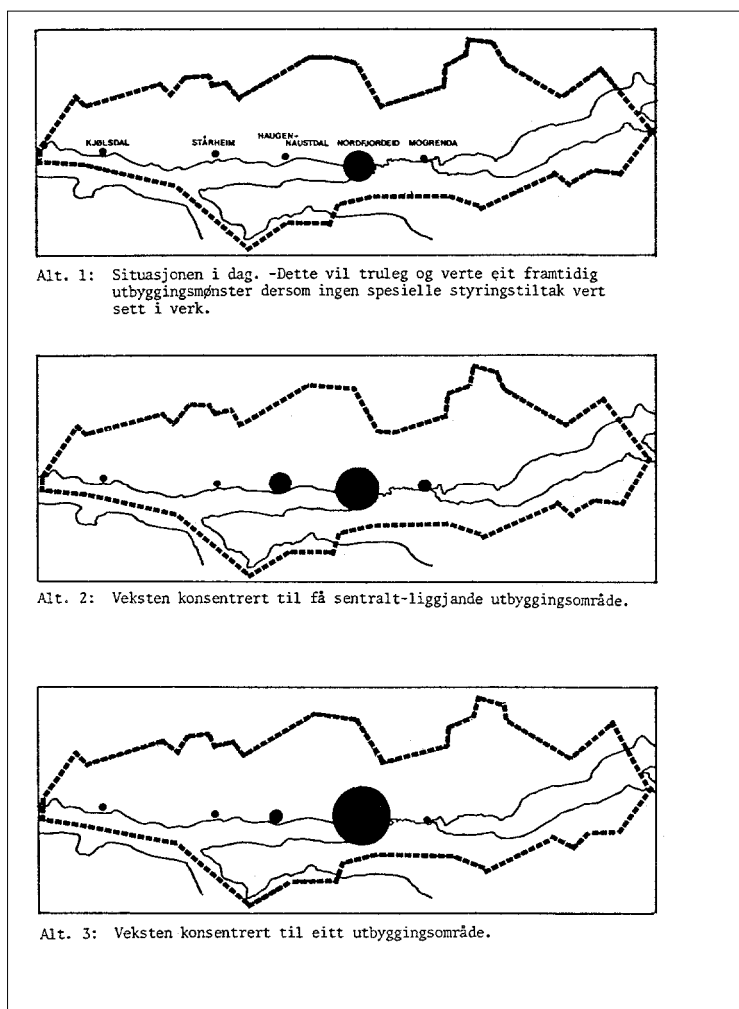 KJØLSDAL STÅRHEIM HAUGEN-
NAUSTDAL NORDFJORDEID MOGRENDA
Alt. 1: Situasjonen i dag. -Dette vil truleg og verte eit framtidig
utbyggingsmønster dersom ingen spesielle styringstiltak vert
sett i verk.
Alt. 2: Veksten konsentrert til få sentralt-liggjande utbyggingsområde.
Alt. 3: Veksten konsentrert til eitt utbyggingsområde.